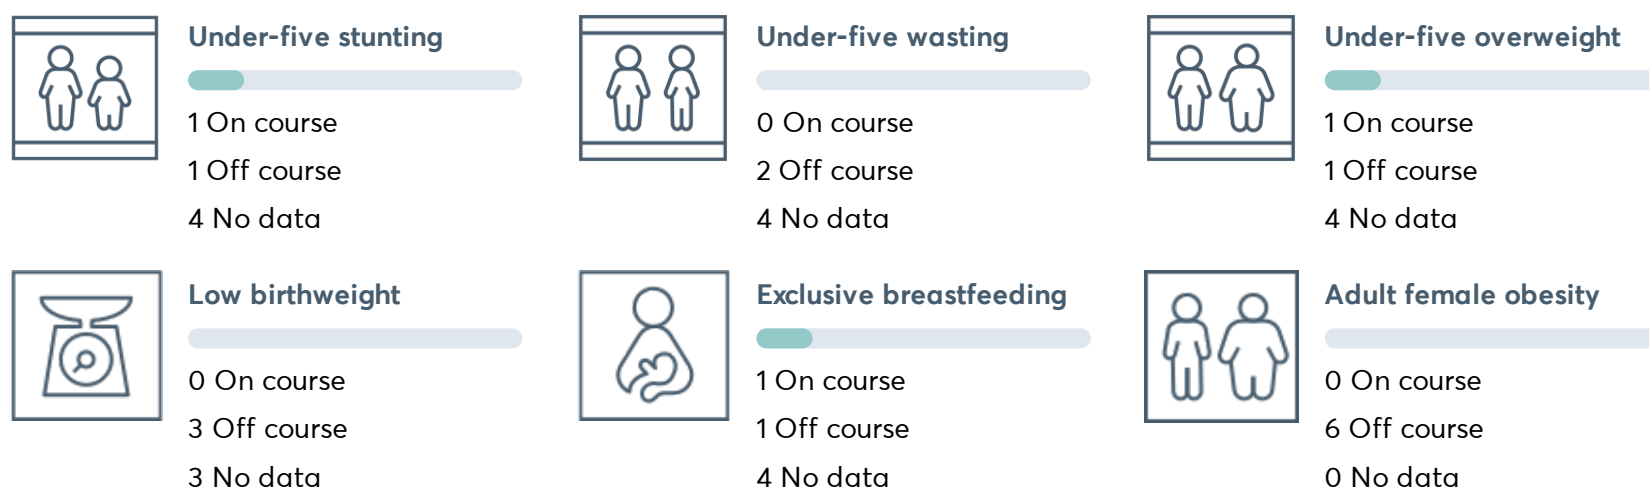 Under-five stunting
1 On course
1 Off course
4 No data
Under-five wasting
0 On course
2 Off course
4 No data
Under-five overweight
1 On course
1 Off course
4 No data
Low birthweight
0 On course
3 Off course
3 No data
Exclusive breastfeeding
1 On course
1 Off course
4 No data
Adult female obesity
0 On course
6 Off course
0 No data